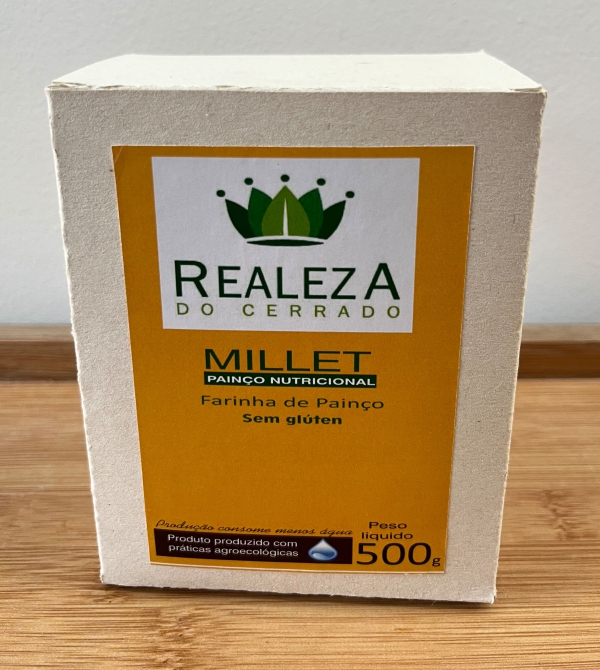 REALEZA
DO CERRADO
MILLET
PAINÇO NUTRICIONAL
Farinha de Painço
Sem glúten
Produção consome menos água
Produto produzido com
práticas agroecológicas
Peso
líquido
500g